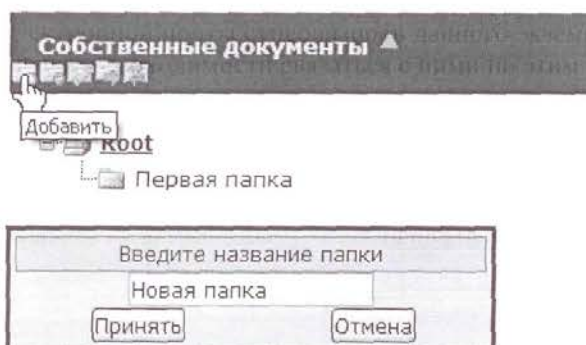 Собственные документы
Добавить
Root
Первая папка
Введите название папки
Новая папка
Принять
Отмена